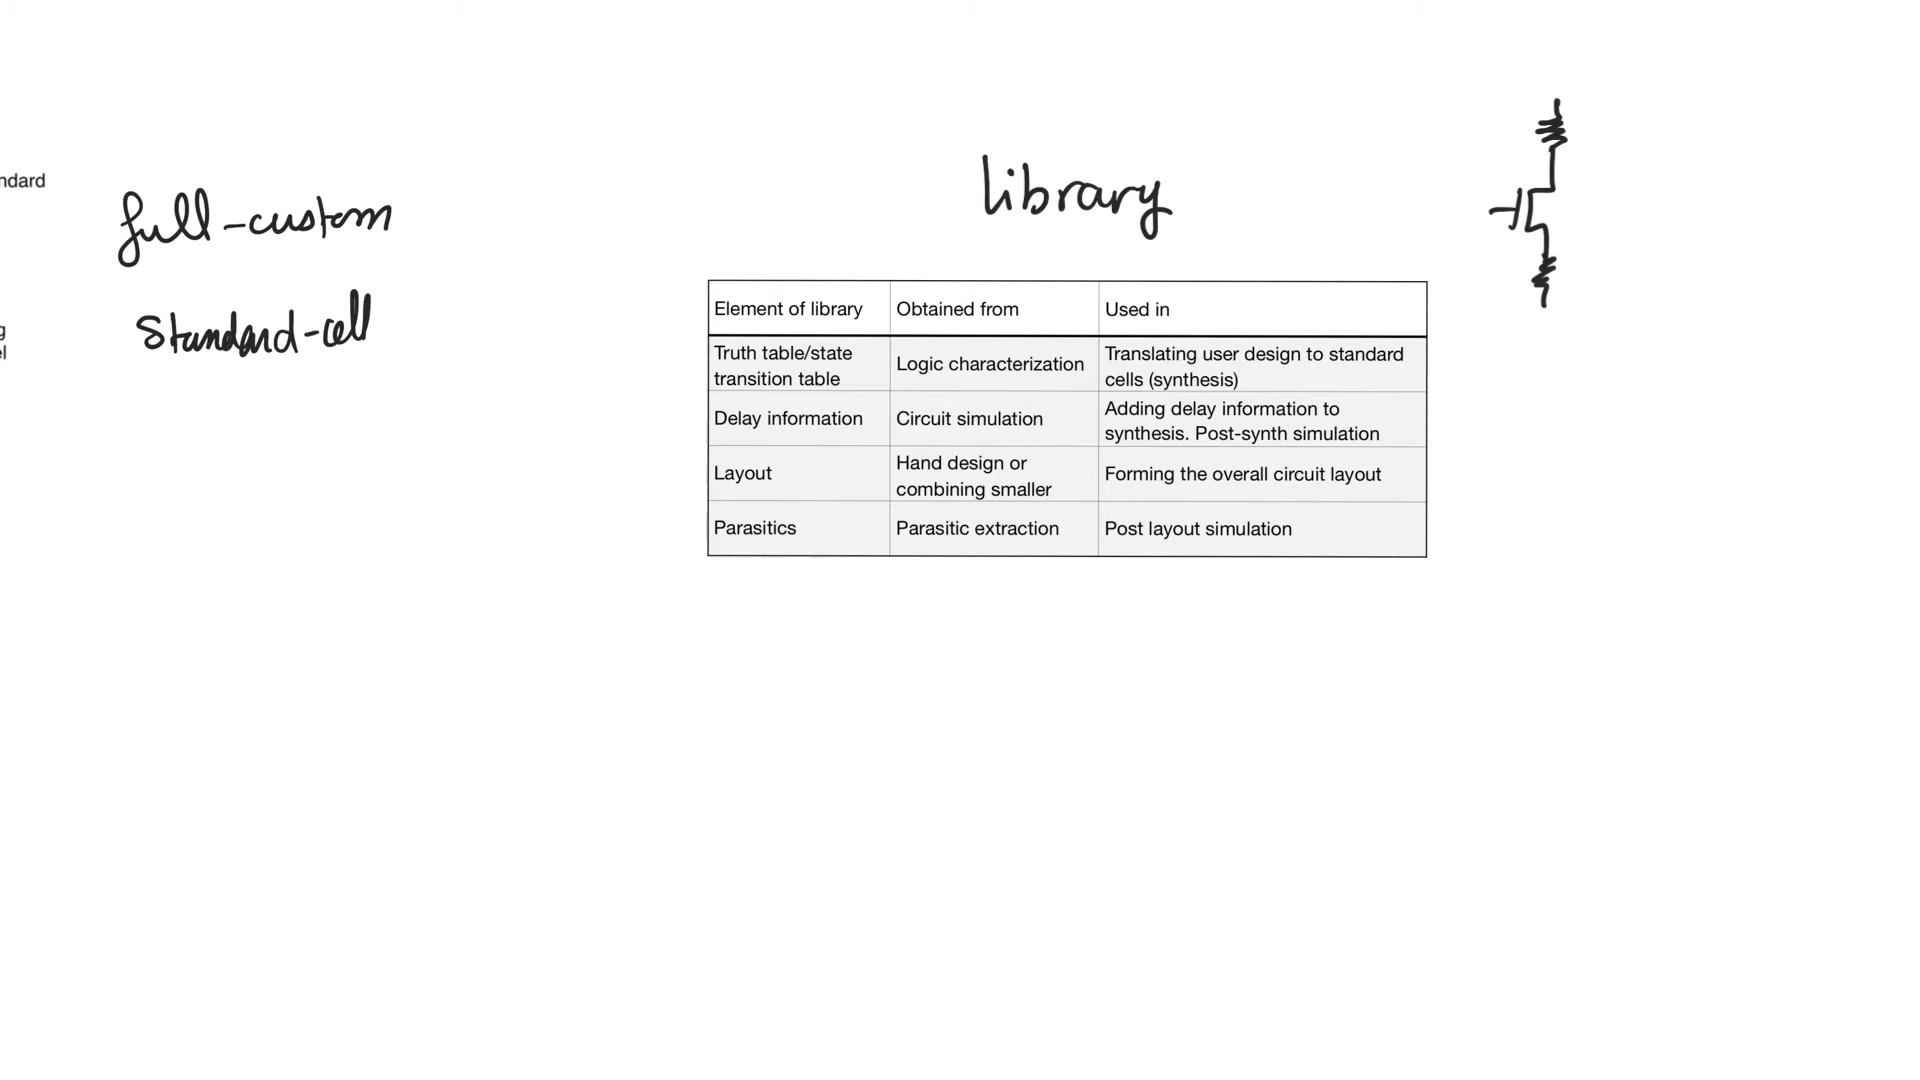 ndard
full-custom
standard-cell
g
el
library
Element of library
Obtained from
Used in
Truth table/state
transition table
Logic characterization
Translating user design to standard
cells (synthesis)
Delay information
Circuit simulation
Adding delay information to
synthesis. Post-synth simulation
Layout
Hand design or
combining smaller
Forming the overall circuit layout
Parasitics
Parasitic extraction
Post layout simulation